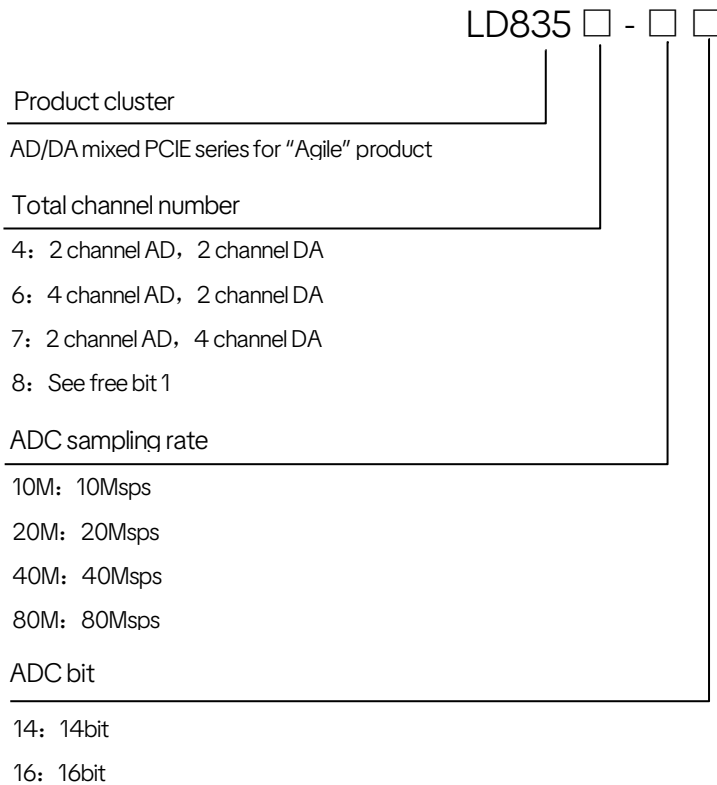 LD835 □ - □ □
Product cluster
AD/DA mixed PCIE series for “Agile” product
Total channel number
4：2 channel AD，2 channel DA
6：4 channel AD，2 channel DA
7：2 channel AD，4 channel DA
8：See free bit 1
ADC sampling rate
10M：10Msps
20M：20Msps
40M：40Msps
80M：80Msps
ADC bit
14：14bit
16：16bit